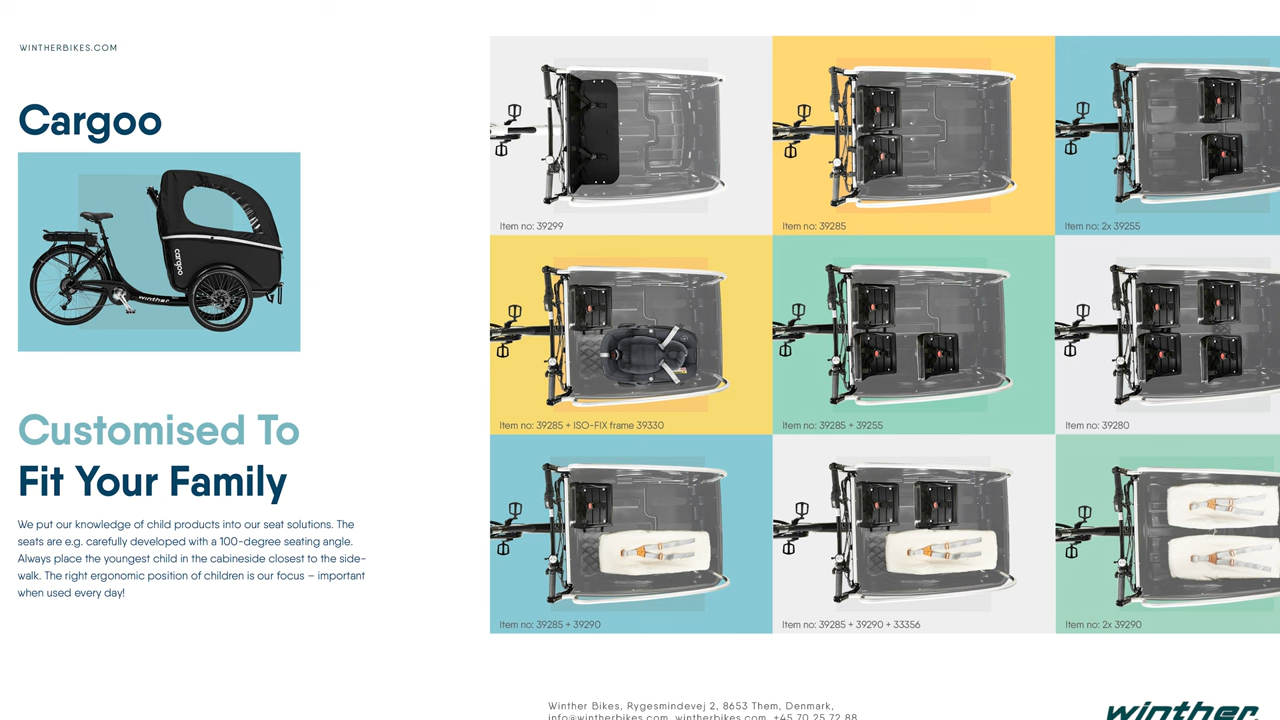 WINTHERBIKES.COM
Cargoo
cargoo
winther
Customised To
Fit Your Family
We put our knowledge of child products into our seat solutions. The
seats are e.g. carefully developed with a 100-degree seating angle.
Always place the youngest child in the cabineside closest to the side-
walk. The right ergonomic position of children is our focus – important
when used every day!
Item no: 39299
Item no: 39285
Item no: 2x 39255
Item no: 39285 + ISO-FIX frame 39330
Item no: 39285 + 39255
Item no: 39280
Item no: 39285 + 39290
Item no: 39285 + 39290 + 33356
Item no: 2x 39290
Winther Bikes, Rygesmindevej 2, 8653 Them, Denmark,
info@wintherbikes.com, wintherbikes.com, +45 70 25 72 88
winther.